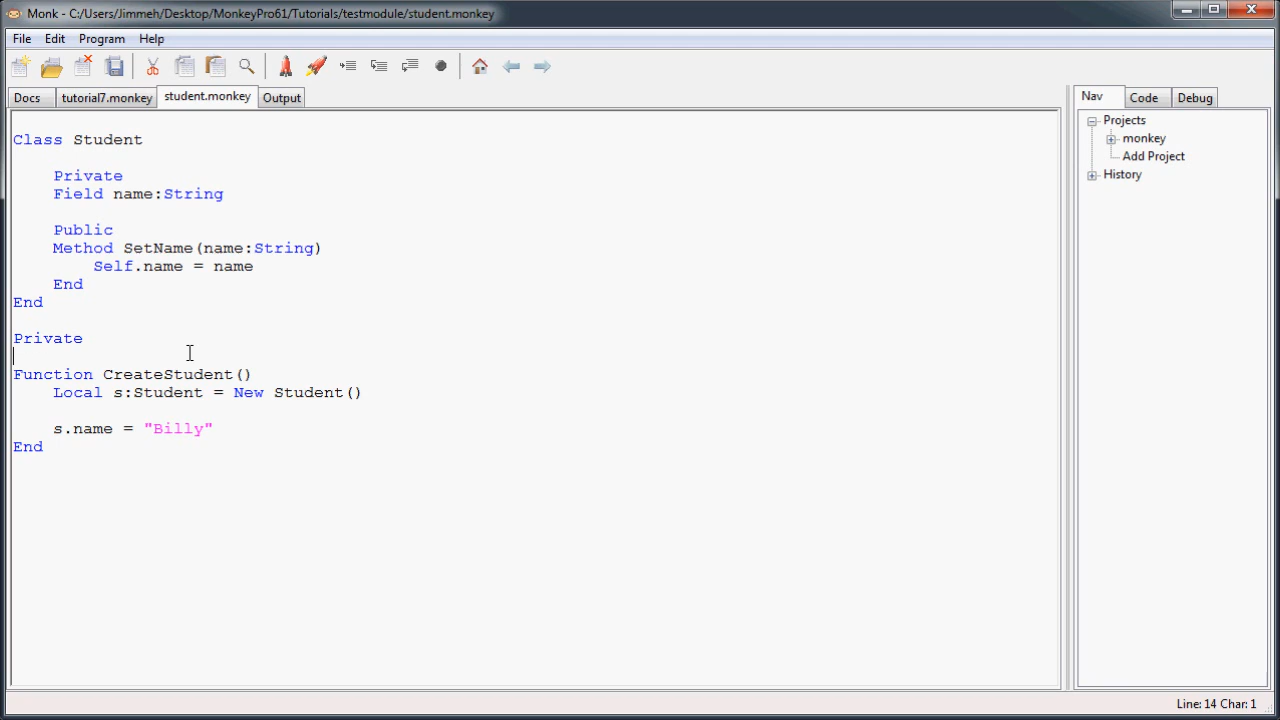 Monk - C:/Users/Jimmeh/Desktop/MonkeyPro61/Tutorials/testmodule/student.monkey
File Edit Program Help
Docs tutorial7.monkey student.monkey Output
Nav Code Debug
Class Student
Private
Field name:String
Public
Method SetName(name:String)
Self.name = name
End
End
Private
Function CreateStudent()
Local s:Student = New Student()
s.name = "Billy"
End
Projects
monkey
Add Project
History
Line: 14 Char: 1